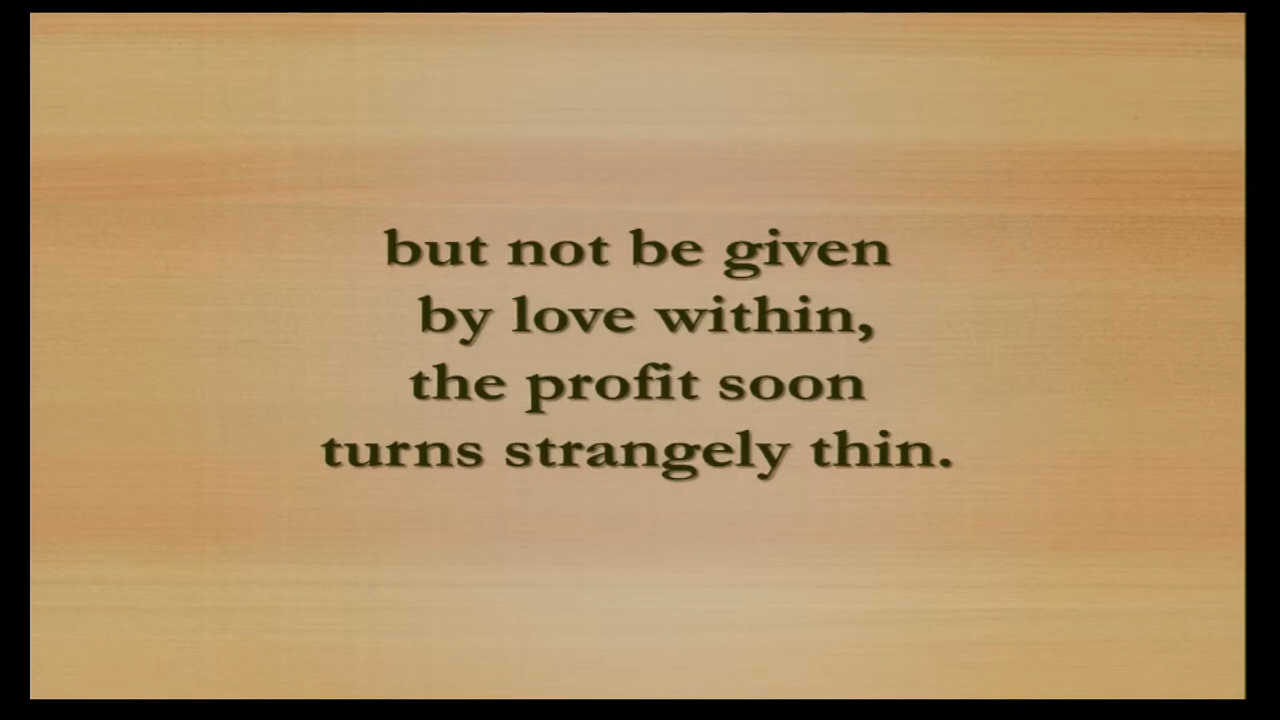 but not be given
by love within,
the profit soon
turns strangely thin.